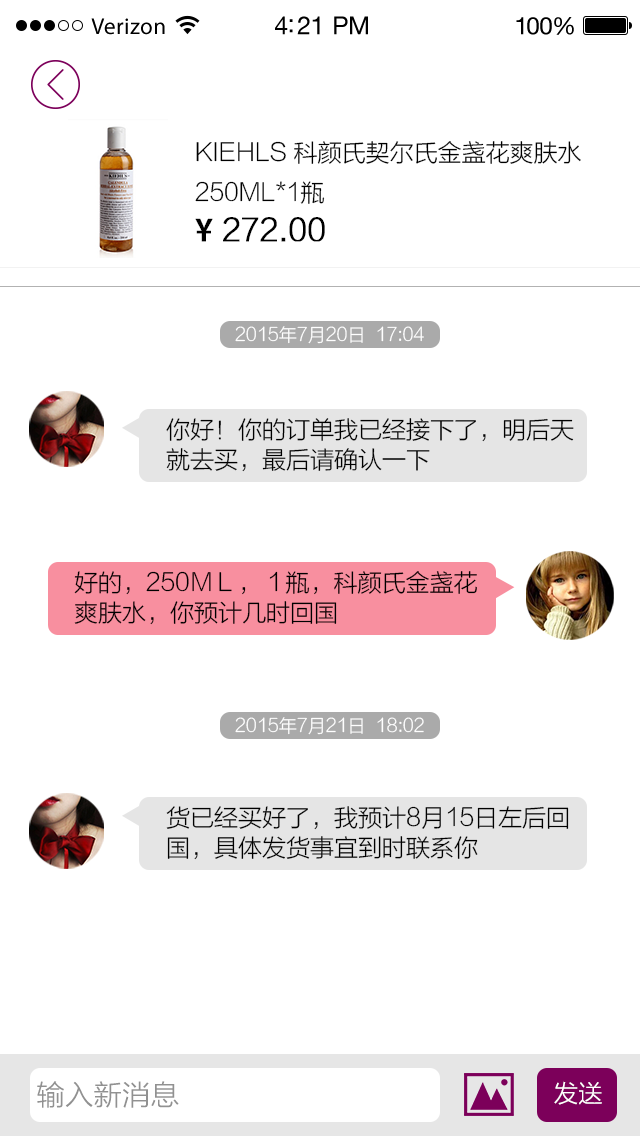 Verizon 4:21 PM 100%
KIEHL'S
CALENDULA
KIEHLS 科颜氏契尔氏金盏花爽肤水
250ML*1瓶
¥ 272.00
2015年7月20日 17:04
你好！你的订单我已经接下了，明后天
就去买，最后请确认一下
好的，250ＭＬ，１瓶，科颜氏金盏花
爽肤水，你预计几时回国
2015年7月21日 18:02
货已经买好了，我预计8月15日左后回
国，具体发货事宜到时联系你
输入新消息
发送